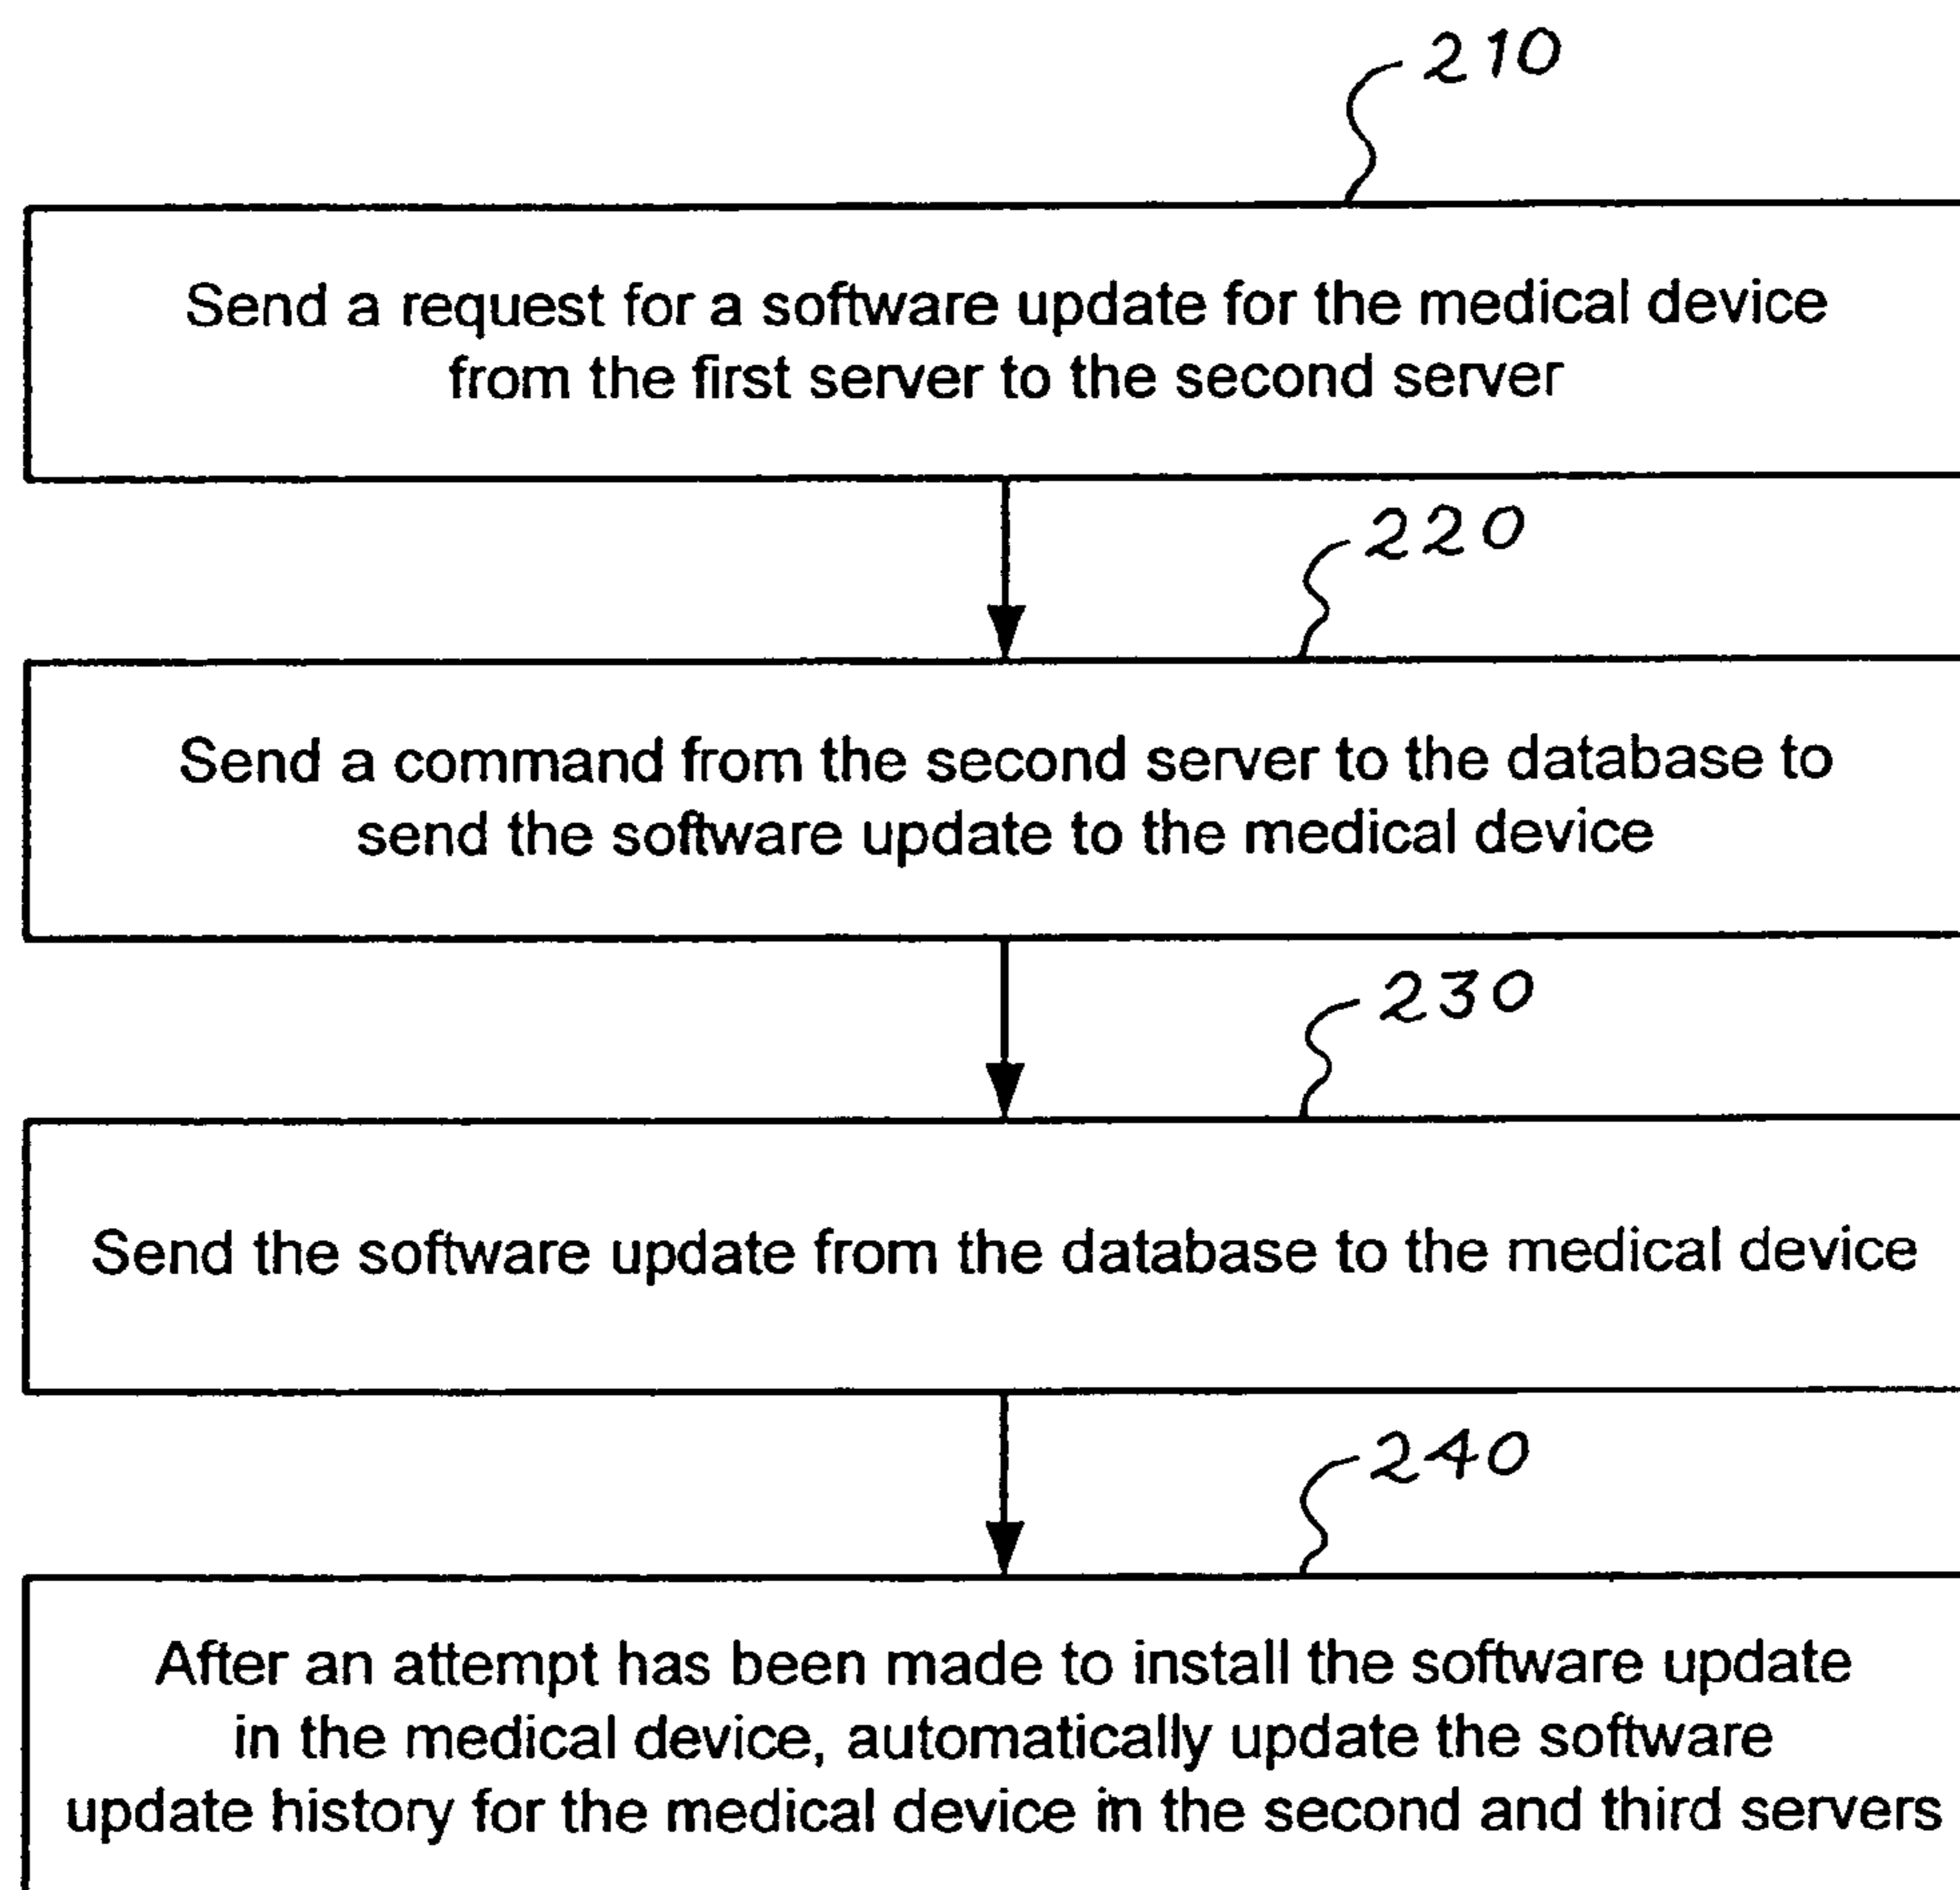 210
Send a request for a software update for the medical device
from the first server to the second server
220
Send a command from the second server to the database to
send the software update to the medical device
230
Send the software update from the database to the medical device
240
After an attempt has been made to install the software update
in the medical device, automatically update the software
update history for the medical device in the second and third servers